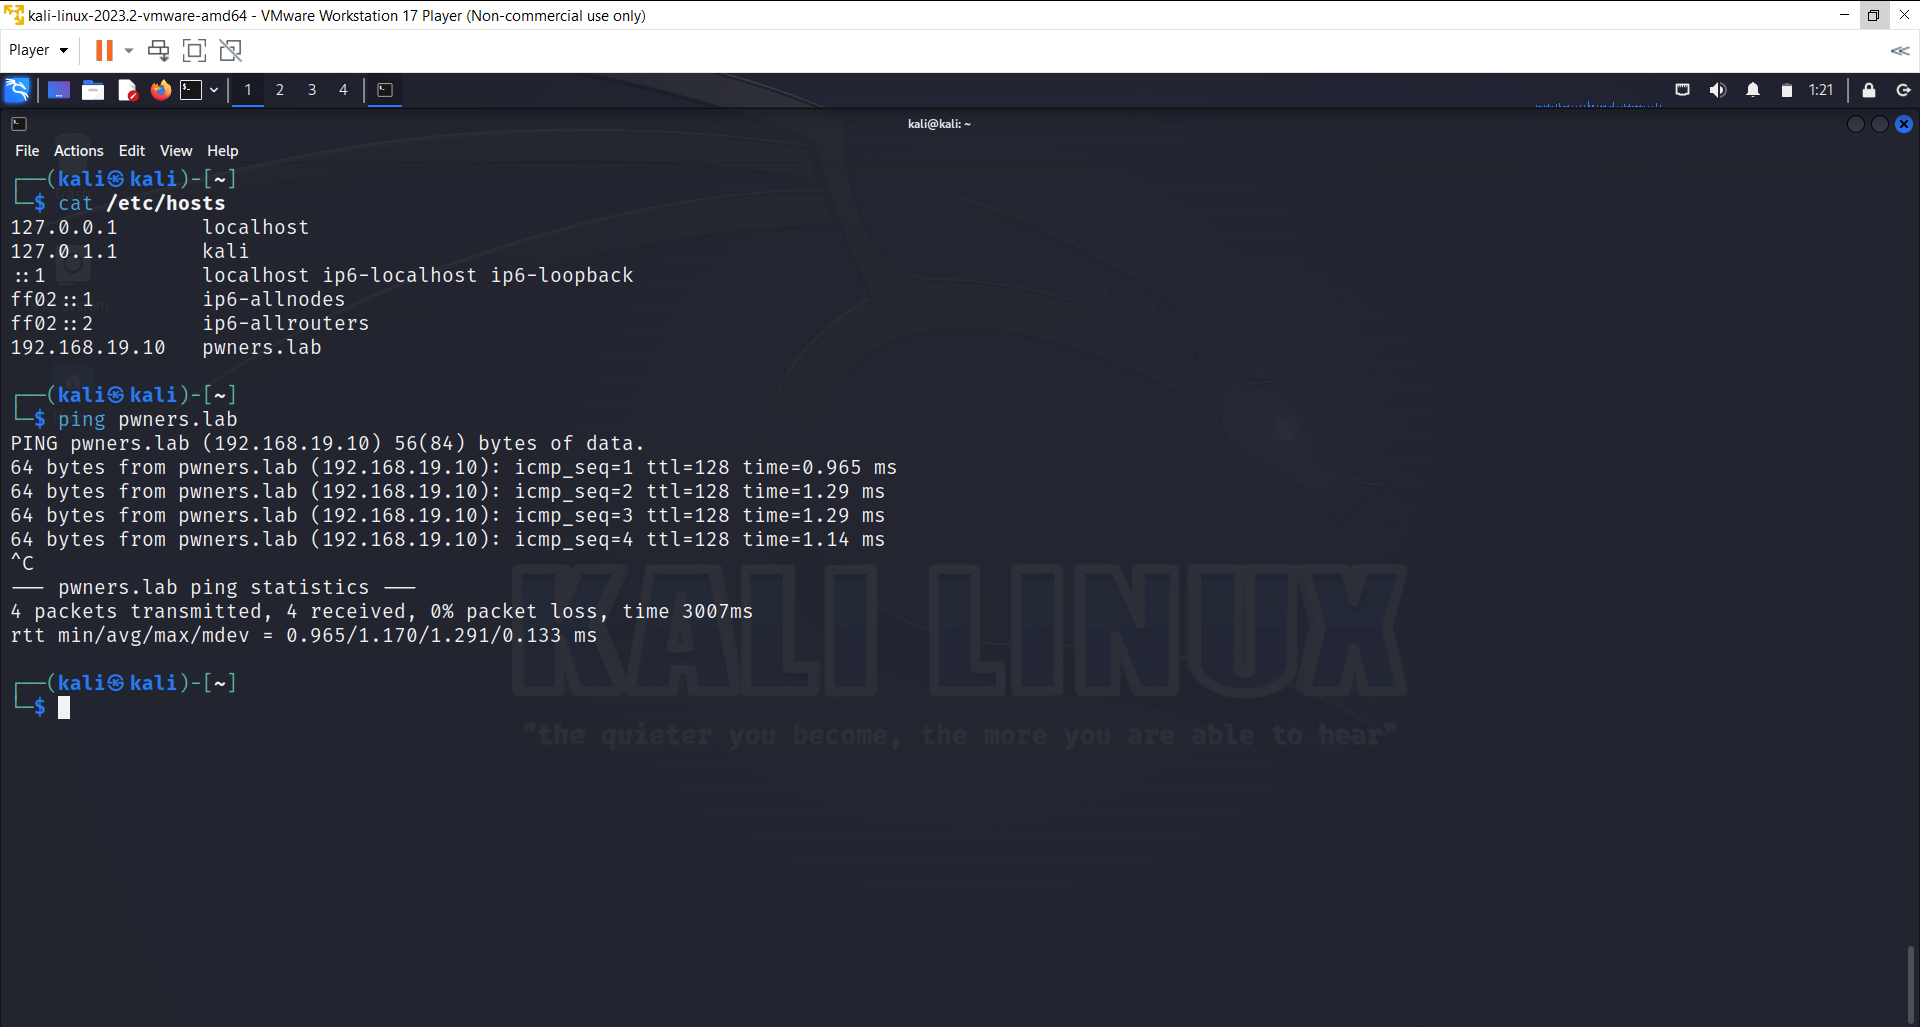 kali-linux-2023.2-vmware-amd64 - VMware Workstation 17 Player (Non-commercial use only)
Player
1 2 3 4 1:21
kali@kali: ~
File Actions Edit View Help
┌──(kali㉿kali)-[~]
└─$ cat /etc/hosts
127.0.0.1 localhost
127.0.1.1 kali
::1 localhost ip6-localhost ip6-loopback
ff02::1 ip6-allnodes
ff02::2 ip6-allrouters
192.168.19.10 pwners.lab
┌──(kali㉿kali)-[~]
└─$ ping pwners.lab
PING pwners.lab (192.168.19.10) 56(84) bytes of data.
64 bytes from pwners.lab (192.168.19.10): icmp_seq=1 ttl=128 time=0.965 ms
64 bytes from pwners.lab (192.168.19.10): icmp_seq=2 ttl=128 time=1.29 ms
64 bytes from pwners.lab (192.168.19.10): icmp_seq=3 ttl=128 time=1.29 ms
64 bytes from pwners.lab (192.168.19.10): icmp_seq=4 ttl=128 time=1.14 ms
^C
--- pwners.lab ping statistics ---
4 packets transmitted, 4 received, 0% packet loss, time 3007ms
rtt min/avg/max/mdev = 0.965/1.170/1.291/0.133 ms
┌──(kali㉿kali)-[~]
└─$
KALI LINUX
"the quieter you become, the more you are able to hear"